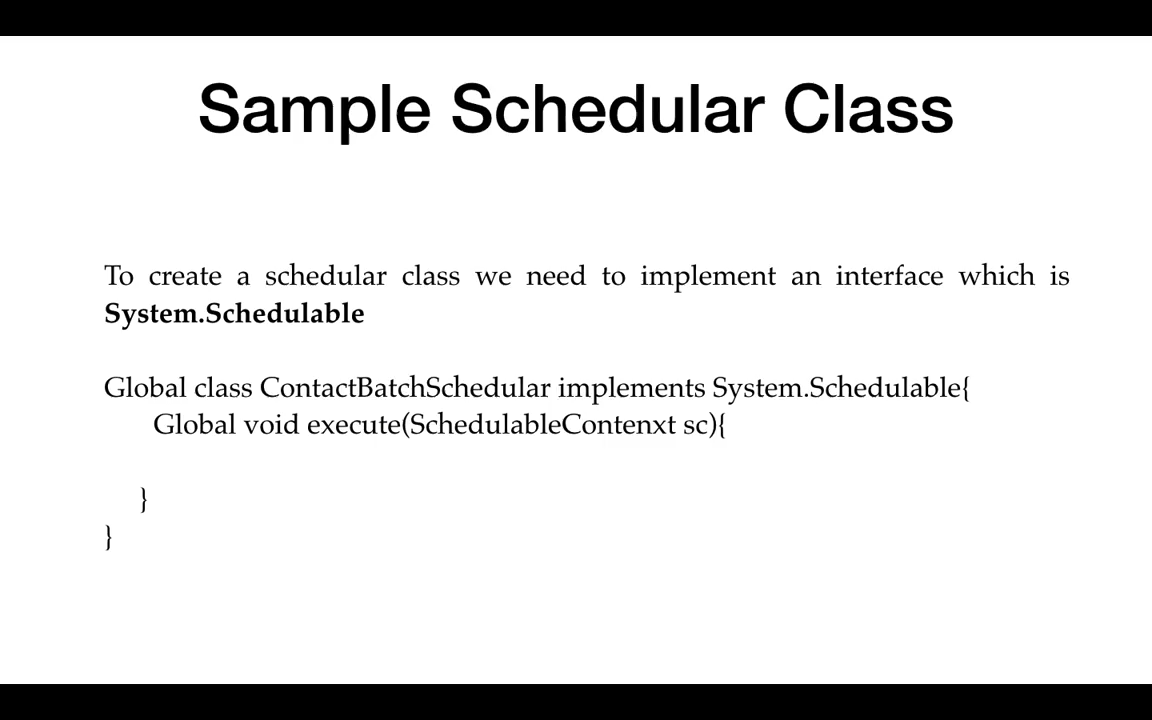 Sample Schedular Class
To create a schedular class we need to implement an interface which is
System.Schedulable
Global class ContactBatchSchedular implements System.Schedulable{
Global void execute(SchedulableContenxt sc){
}
}